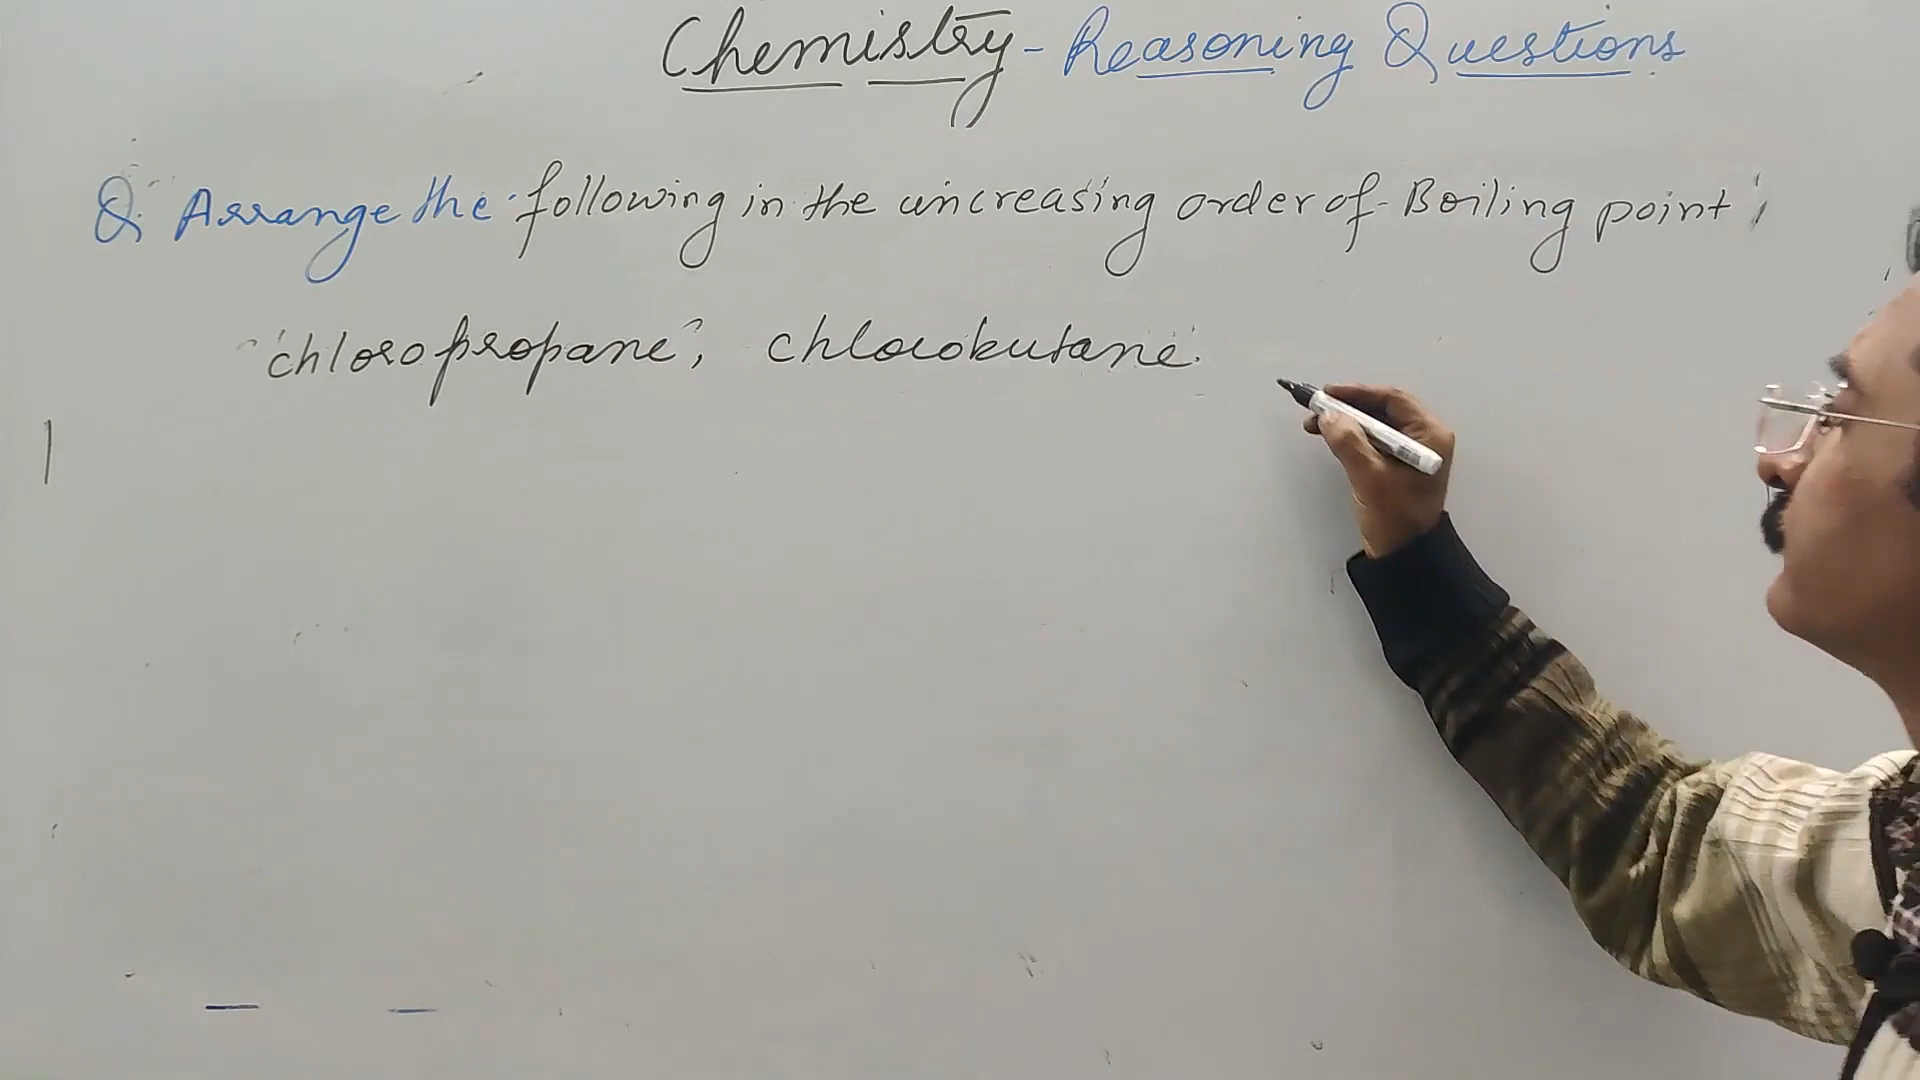 Chemistry - Reasoning Questions
Q. Arrange the following in the increasing order of Boiling point;
chloropropane, chlorobutane.